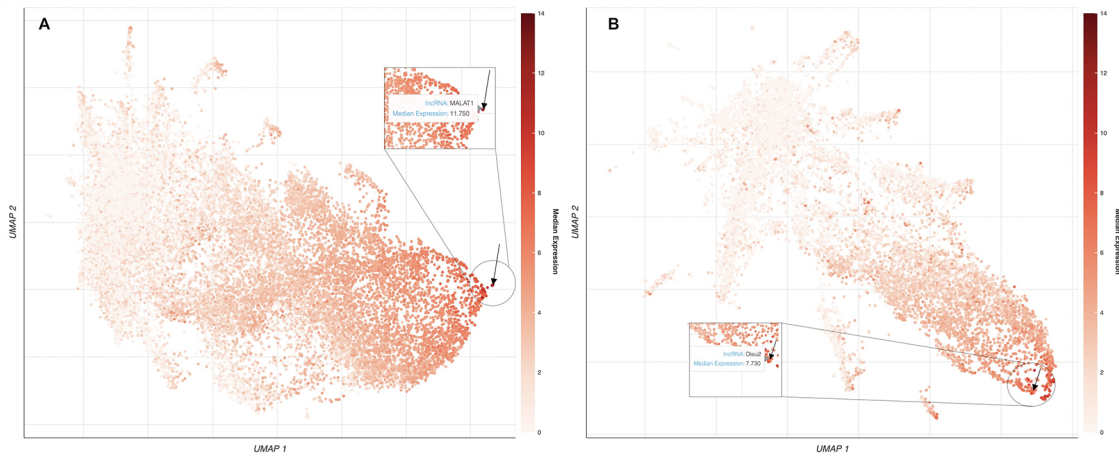 A
lncRNA: MALAT1
Median Expression: 11.750
UMAP 2
UMAP 1
14
12
10
8
6
4
2
0
Median Expression
B
lncRNA: Dleu2
Median Expression: 7.730
UMAP 2
UMAP 1
14
12
10
8
6
4
2
0
Median Expression